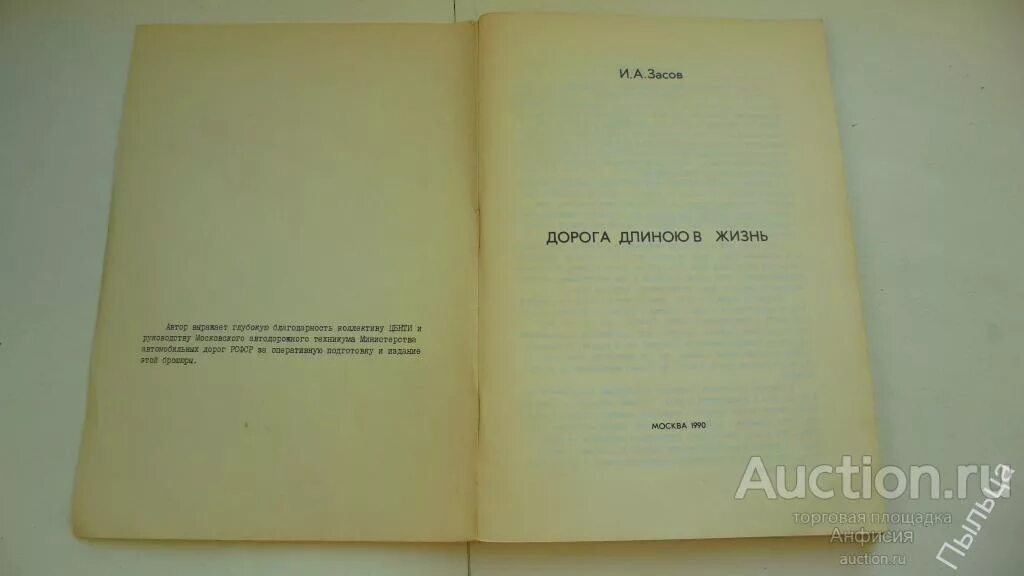 Автор выражает глубокую благодарность коллективу ЦБНТИ и
руководству Московского автодорожного техникума Министерства
автомобильных дорог РСФСР за оперативную подготовку и издание
этой брошюры.
И.А.Засов
ДОРОГА ДЛИНОЮ В ЖИЗНЬ
МОСКВА 1990
Auction.ru
торговая площадка
Анфисия
auction.ru
ПыльЦа